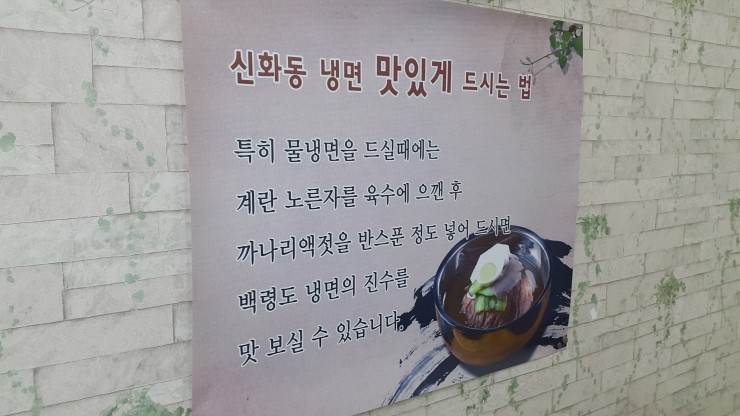 신화동 냉면 맛있게 드시는 법
특히 물냉면을 드실때에는
계란 노른자를 육수에 으깬 후
까나리액젓을 반스푼 정도 넣어 드시면
백령도 냉면의 진수를
맛 보실 수 있습니다.